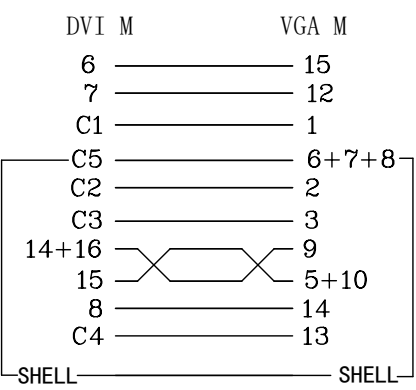 DVI M VGA M
6 15
7 12
C1 1
C5 6+7+8
C2 2
C3 3
14+16 9
15 5+10
8 14
C4 13
SHELL SHELL